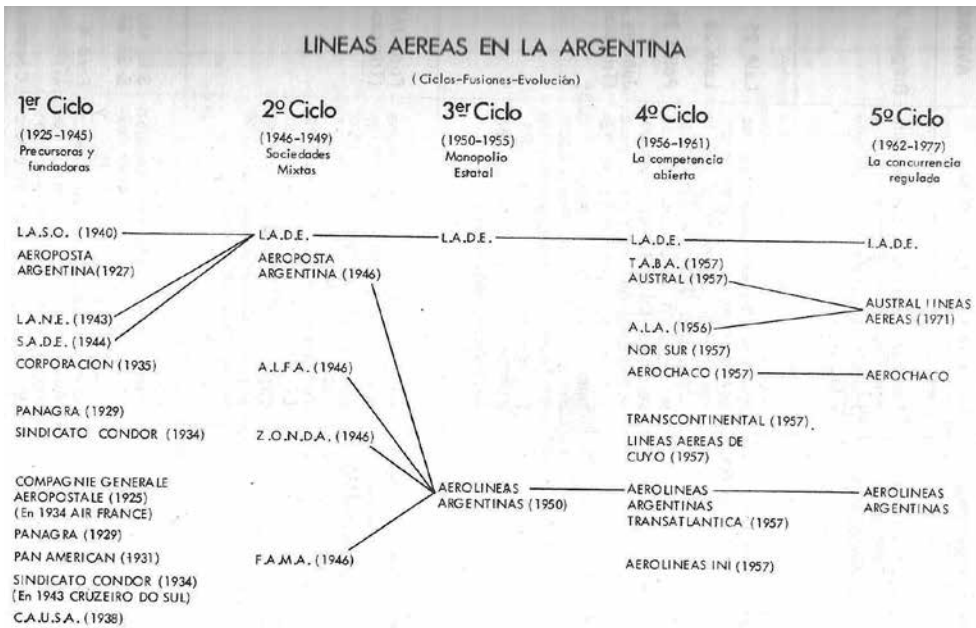 LINEAS AEREAS EN LA ARGENTINA
(Ciclos-Fusiones-Evolución)
1er Ciclo
(1925-1945)
Precursoras y
fundadoras
L.A.S.O. (1940)
AEROPOSTA
ARGENTINA(1927)
L.A.N.E. (1943)
S.A.D.E. (1944)
CORPORACION (1935)
PANAGRA (1929)
SINDICATO CONDOR (1934)
COMPAGNIE GENERALE
AEROPOSTALE (1925)
(En 1934 AIR FRANCE)
PANAGRA (1929)
PAN AMERICAN (1931)
SINDICATO CONDOR (1934)
(En 1943 CRUZEIRO DO SUL)
C.A.U.S.A. (1938)
2º Ciclo
(1946-1949)
Sociedades
Mixtas
L.A.D.E.
AEROPOSTA
ARGENTINA (1946)
A.L.F.A. (1946)
Z.O.N.D.A. (1946)
F.A.M.A. (1946)
3er Ciclo
(1950-1955)
Monopolio
Estatal
L.A.D.E.
AEROLINEAS
ARGENTINAS (1950)
4º Ciclo
(1956-1961)
La competencia
abierta
L.A.D.E.
T.A.B.A. (1957)
AUSTRAL (1957)
A.L.A. (1956)
NOR SUR (1957)
AEROCHACO (1957)
TRANSCONTINENTAL (1957)
LINEAS AEREAS DE
CUYO (1957)
AEROLINEAS
ARGENTINAS
TRANSATLANTICA (1957)
AEROLINEAS INI (1957)
5º Ciclo
(1962-1977)
La concurrencia
regulada
L.A.D.E.
AUSTRAL LINEAS
AEREAS (1971)
AEROCHACO
AEROLINEAS
ARGENTINAS